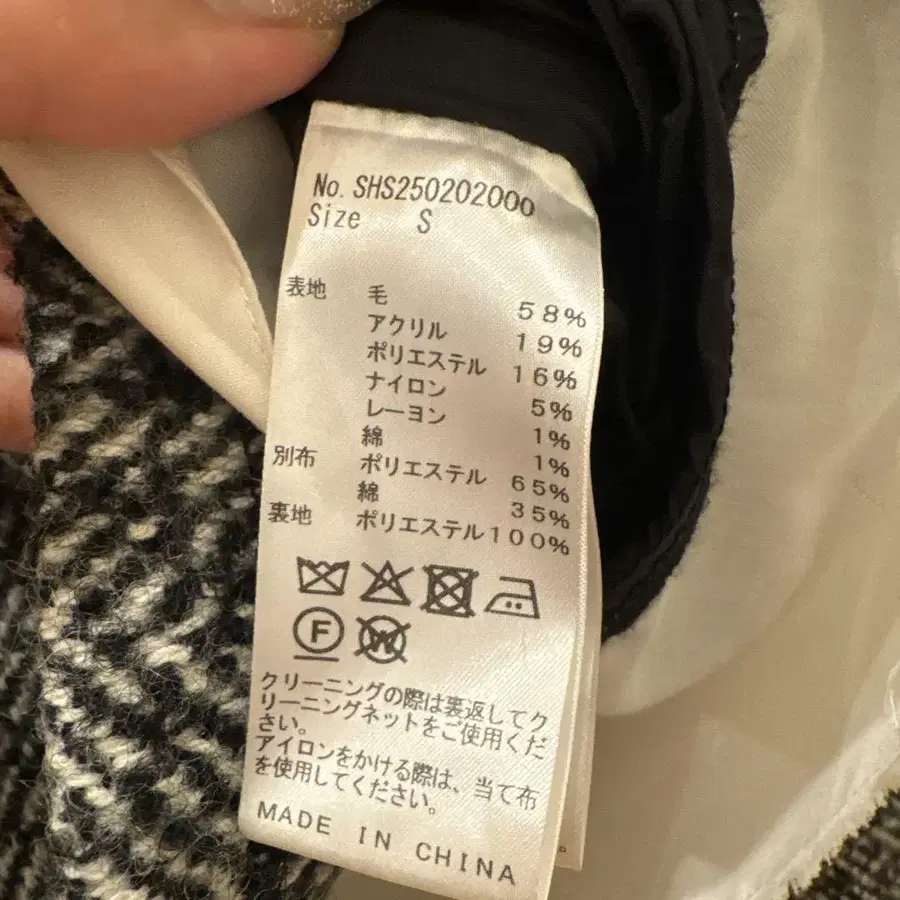 No. SHS25020200o
Size S
表地 毛 58%
アクリル 19%
ポリエステル 16%
ナイロン 5%
レーヨン 1%
綿 1%
別布 ポリエステル 65%
綿 35%
裏地 ポリエステル100%
F W
クリーニングの際は裏返してク
リーニングネットをご使用くだ
さい。
アイロンをかける際は、当て布
を使用してください。
MADE IN CHINA